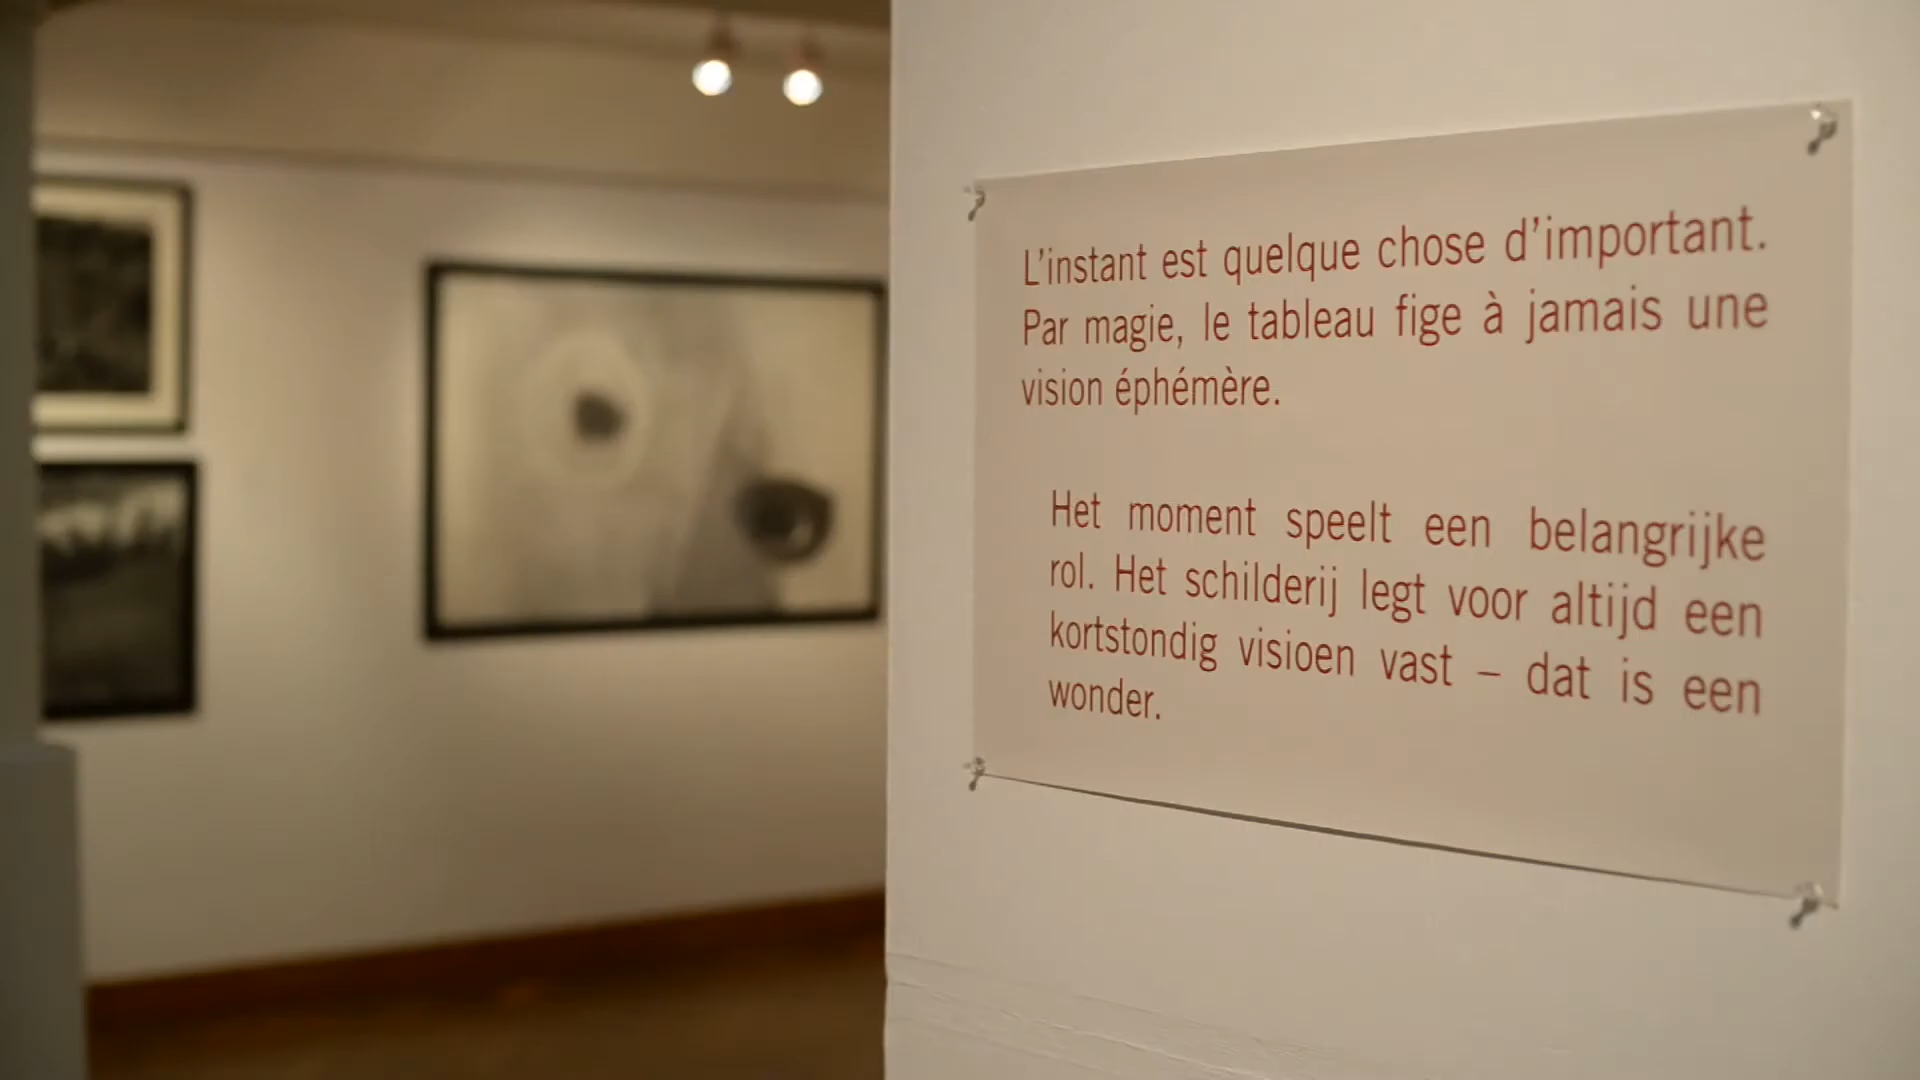 L’instant est quelque chose d’important.
Par magie, le tableau fige à jamais une
vision éphémère.
Het moment speelt een belangrijke
rol. Het schilderij legt voor altijd een
kortstondig visioen vast – dat is een
wonder.